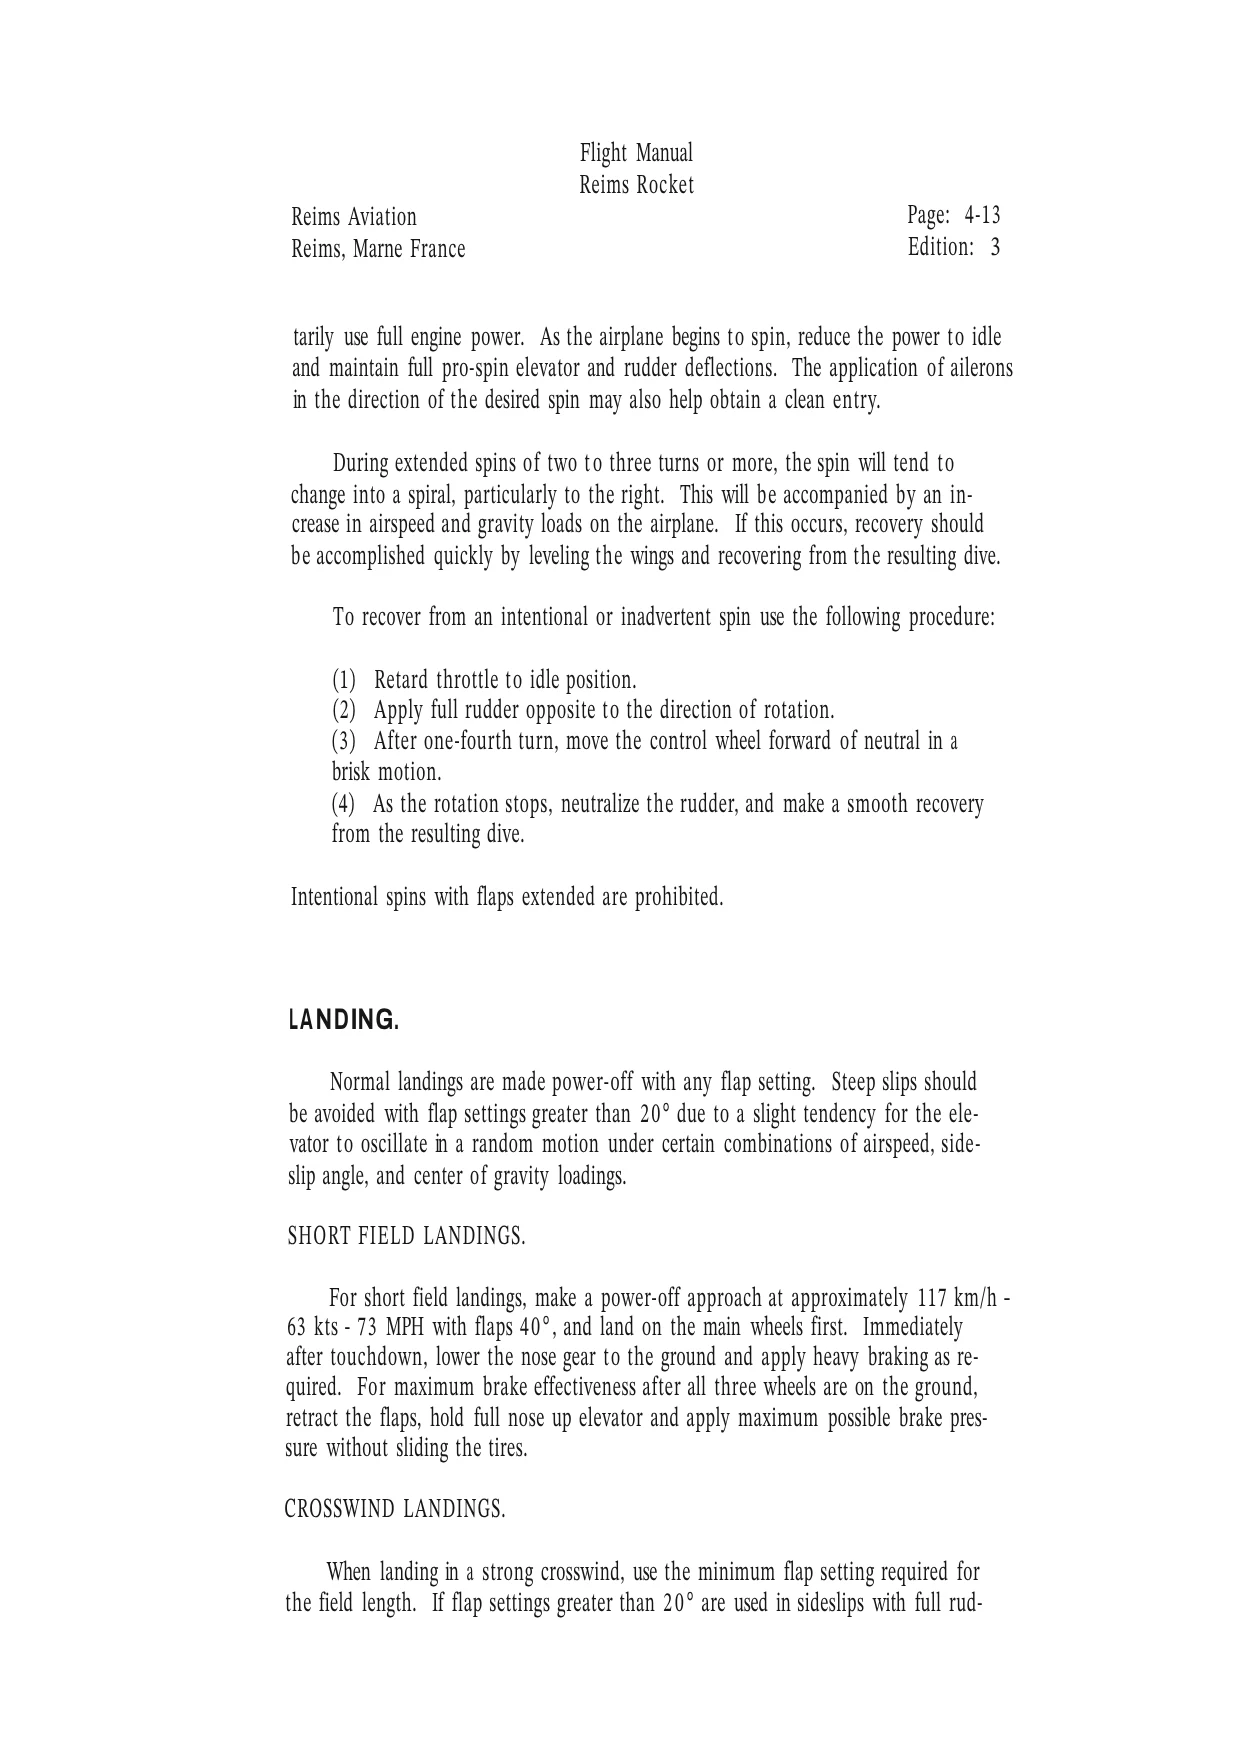 Flight Manual
Reims Rocket
Reims Aviation
Page: 4-13
Reims, Marne France
Edition: 3
tarily use full engine power. As the airplane begins to spin, reduce the power to idle
and maintain full pro-spin elevator and rudder deflections. The application of ailerons
in the direction of the desired spin may also help obtain a clean entry.
During extended spins of two to three turns or more, the spin will tend to
change into a spiral, particularly to the right. This will be accompanied by an in-
crease in airspeed and gravity loads on the airplane. If this occurs, recovery should
be accomplished quickly by leveling the wings and recovering from the resulting dive.
To recover from an intentional or inadvertent spin use the following procedure:
(1) Retard throttle to idle position.
(2) Apply full rudder opposite to the direction of rotation.
(3) After one-fourth turn, move the control wheel forward of neutral in a
brisk motion.
(4) As the rotation stops, neutralize the rudder, and make a smooth recovery
from the resulting dive.
Intentional spins with flaps extended are prohibited.
LANDING.
Normal landings are made power-off with any flap setting. Steep slips should
be avoided with flap settings greater than 20° due to a slight tendency for the ele-
vator to oscillate in a random motion under certain combinations of airspeed, side-
slip angle, and center of gravity loadings.
SHORT FIELD LANDINGS.
For short field landings, make a power-off approach at approximately 117 km/h -
63 kts - 73 MPH with flaps 40°, and land on the main wheels first. Immediately
after touchdown, lower the nose gear to the ground and apply heavy braking as re-
quired. For maximum brake effectiveness after all three wheels are on the ground,
retract the flaps, hold full nose up elevator and apply maximum possible brake pres-
sure without sliding the tires.
CROSSWIND LANDINGS.
When landing in a strong crosswind, use the minimum flap setting required for
the field length. If flap settings greater than 20° are used in sideslips with full rud-